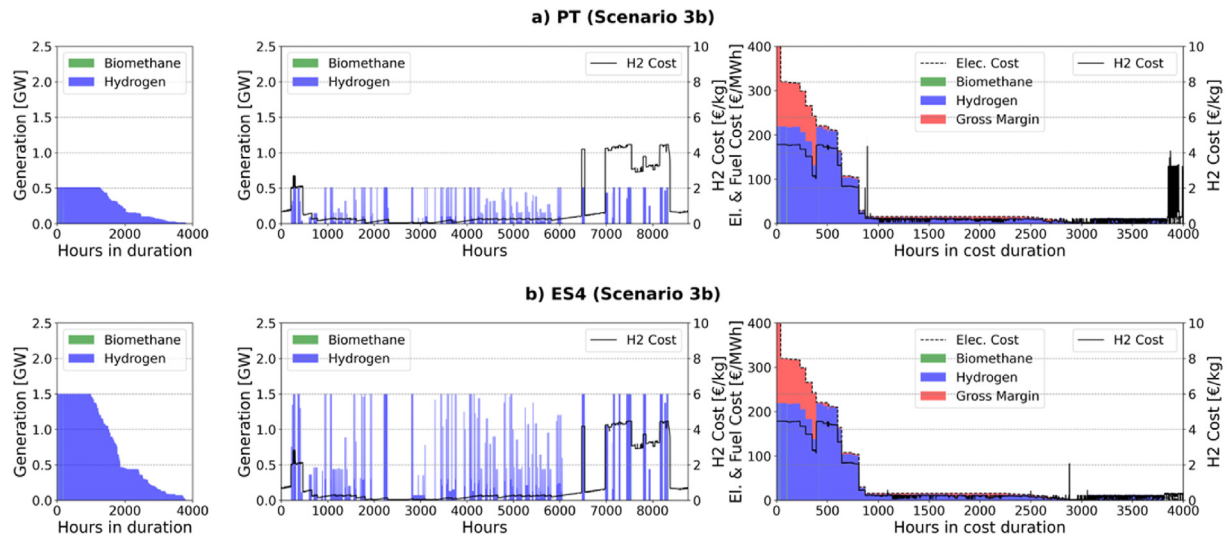 a) PT (Scenario 3b)
Generation [GW]
2.5
2.0
1.5
1.0
0.5
0.0
Biomethane
Hydrogen
0 2000 4000
Hours in duration
Generation [GW]
2.5
2.0
1.5
1.0
0.5
0.0
Biomethane
Hydrogen
H2 Cost
0 1000 2000 3000 4000 5000 6000 7000 8000
Hours
10
8
6
4
2
0
H2 Cost [€/kg]
El. & Fuel Cost [€/MWh]
400
300
200
100
0
Elec. Cost
Biomethane
Hydrogen
Gross Margin
H2 Cost
0 500 1000 1500 2000 2500 3000 3500 4000
Hours in cost duration
10
8
6
4
2
0
H2 Cost [€/kg]
b) ES4 (Scenario 3b)
Generation [GW]
2.5
2.0
1.5
1.0
0.5
0.0
Biomethane
Hydrogen
0 2000 4000
Hours in duration
Generation [GW]
2.5
2.0
1.5
1.0
0.5
0.0
Biomethane
Hydrogen
H2 Cost
0 1000 2000 3000 4000 5000 6000 7000 8000
Hours
10
8
6
4
2
0
H2 Cost [€/kg]
El. & Fuel Cost [€/MWh]
400
300
200
100
0
Elec. Cost
Biomethane
Hydrogen
Gross Margin
H2 Cost
0 500 1000 1500 2000 2500 3000 3500 4000
Hours in cost duration
10
8
6
4
2
0
H2 Cost [€/kg]